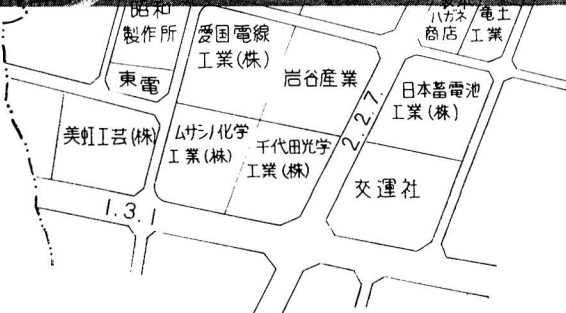 昭和
製作所
愛国電線
工業(株)
ハガネ
商店
竜土
工業
東電
岩谷産業
日本蓄電池
工業(株)
2.2.7.
美虹工芸(株)
ムサシノ化学
工業(株)
千代田光学
工業(株)
交運社
1.3.1